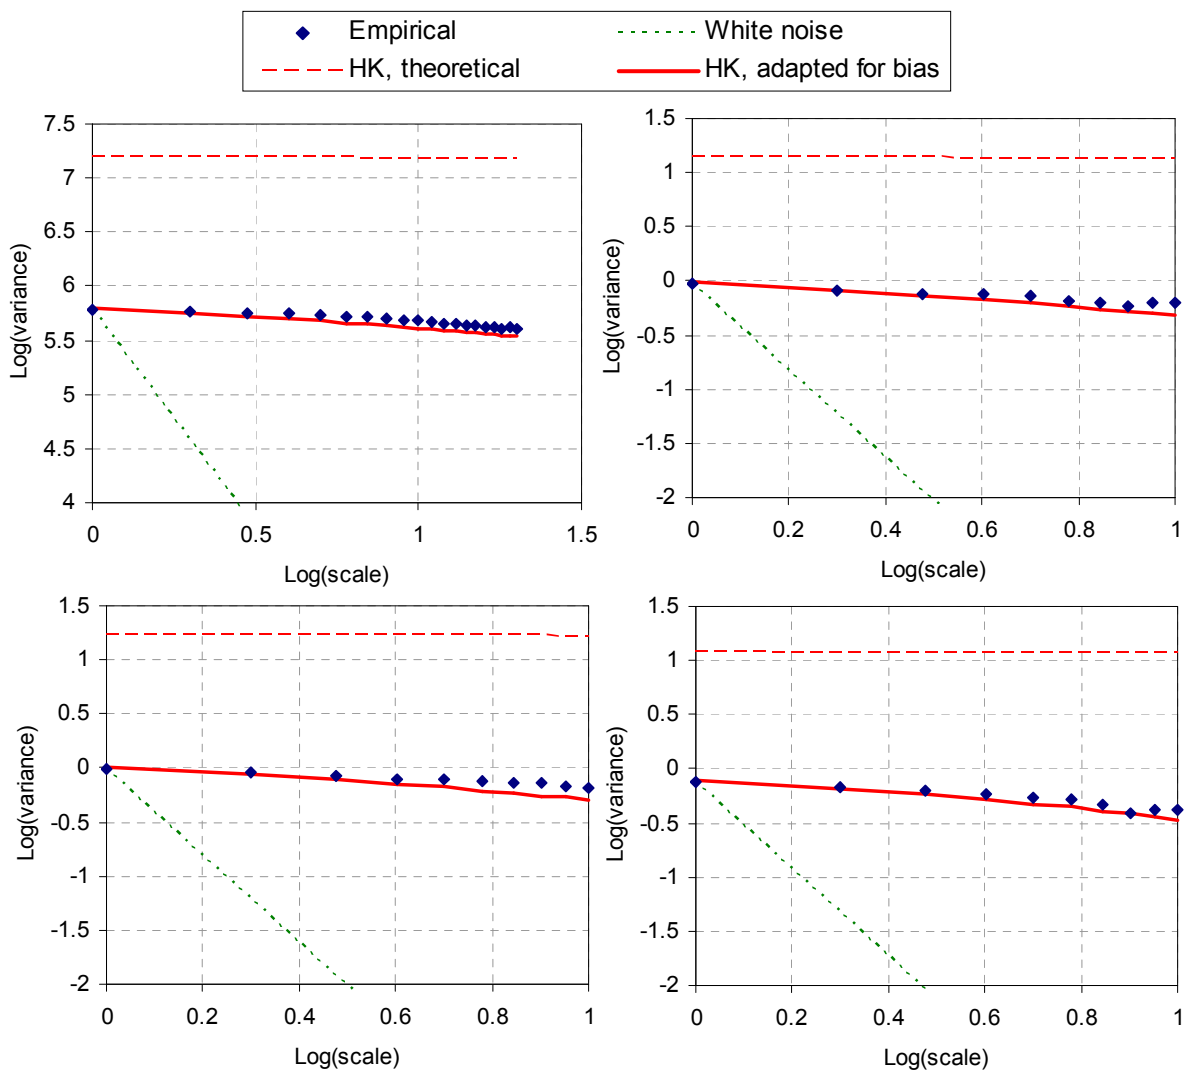 Empirical White noise
HK, theoretical HK, adapted for bias
7.5
7
6.5
6
5.5
5
4.5
4
Log(variance)
0 0.5 1 1.5
Log(scale)
1.5
1
0.5
0
-0.5
-1
-1.5
-2
Log(variance)
0 0.2 0.4 0.6 0.8 1
Log(scale)
1.5
1
0.5
0
-0.5
-1
-1.5
-2
Log(variance)
0 0.2 0.4 0.6 0.8 1
Log(scale)
1.5
1
0.5
0
-0.5
-1
-1.5
-2
Log(variance)
0 0.2 0.4 0.6 0.8 1
Log(scale)